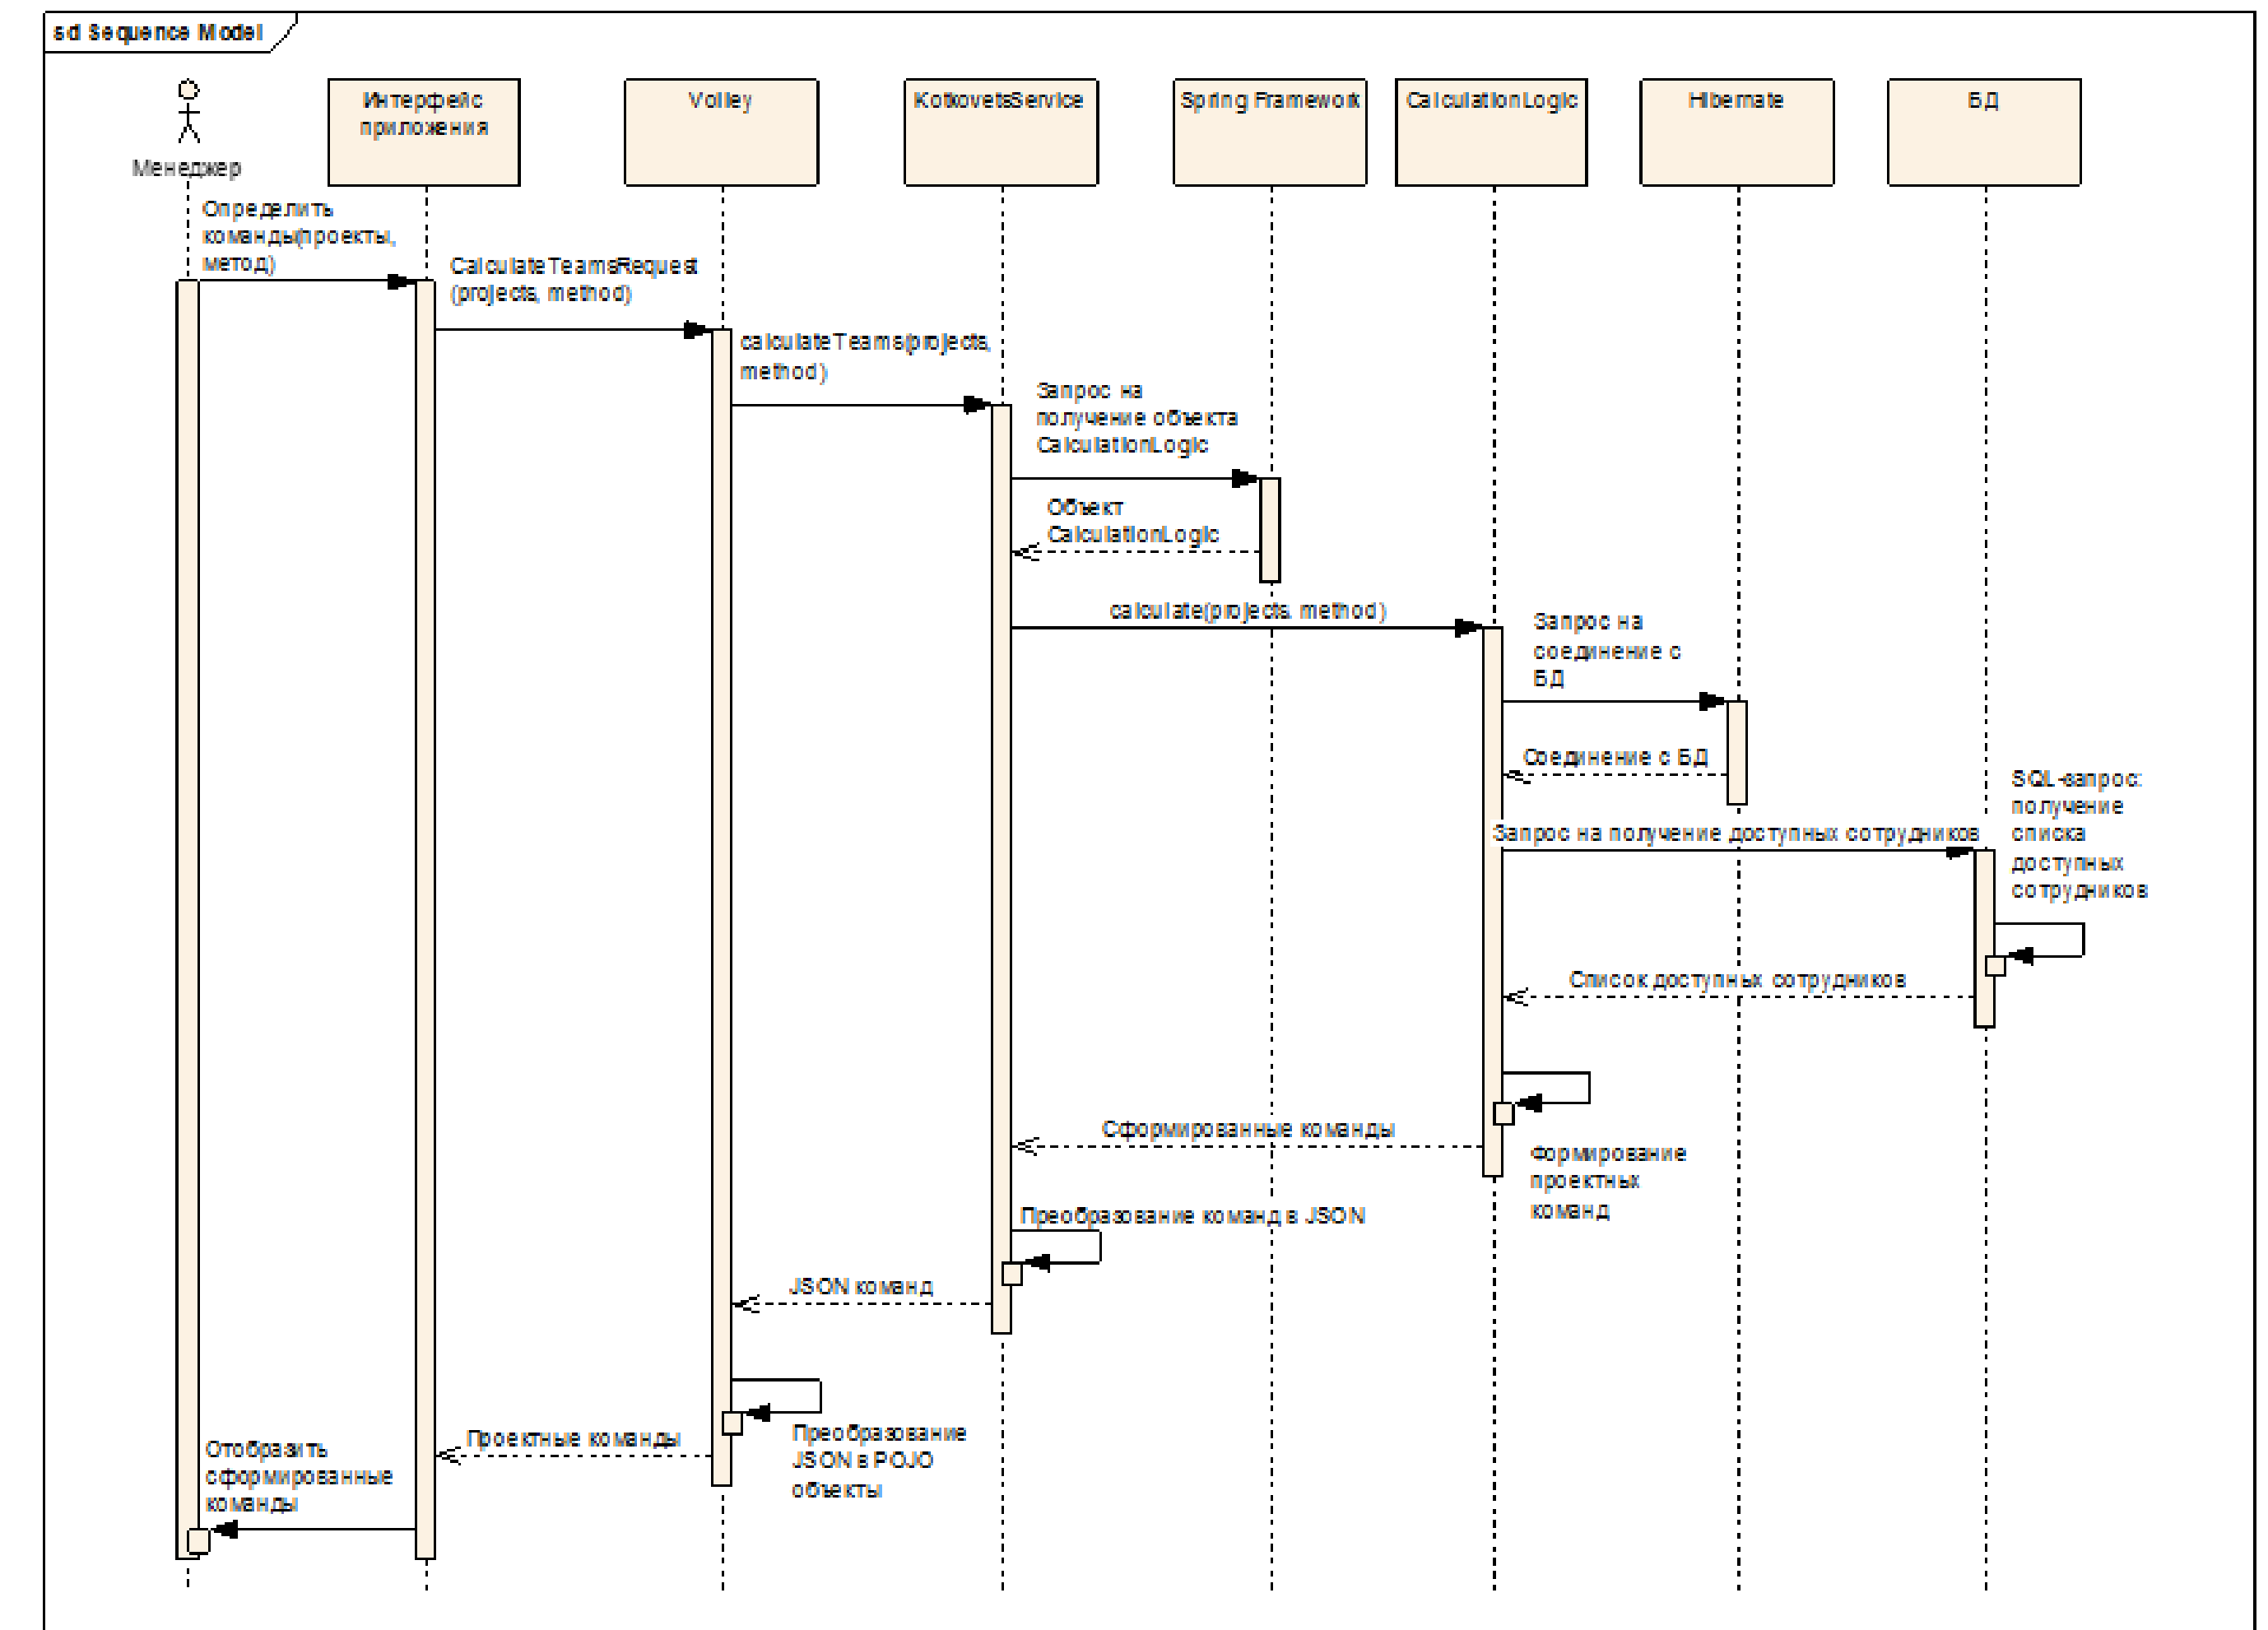 sd Sequence Model
Менеджер
Интерфейс
приложения
Volley
KotkovetsService
Spring Framework
CalculationLogic
Hibernate
БД
Определить
команды(проекты,
метод)
CalculateTeamsRequest
(projects, method)
calculateTeams(projects,
method)
Запрос на
получение объекта
CalculationLogic
Объект
CalculationLogic
calculate(projects, method)
Запрос на
соединение с
БД
Соединение с БД
SQL-запрос:
получение
списка
доступных
сотрудников
Запрос на получение доступных сотрудников
Список доступных сотрудников
Формирование
проектных
команд
Сформированные команды
Преобразование команд в JSON
JSON команд
Преобразование
JSON в POJO
объекты
Проектные команды
Отобразить
сформированные
команды